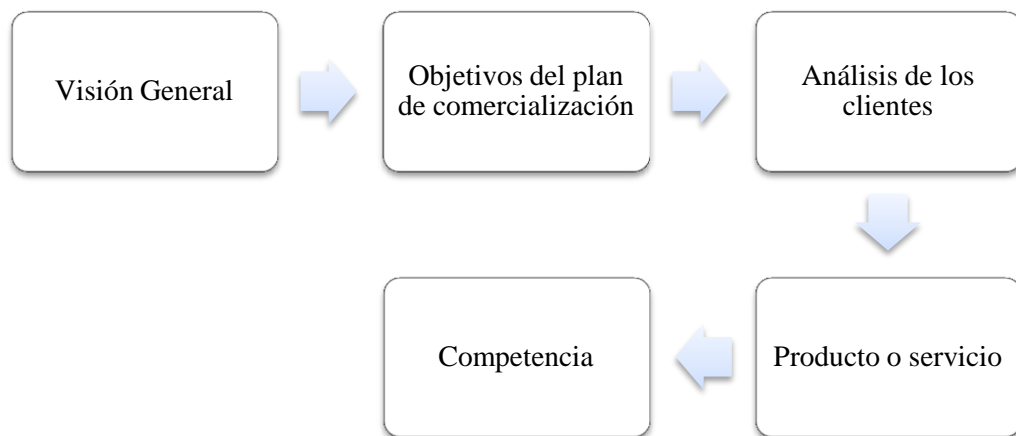 Visión General
Objetivos del plan
de comercialización
Análisis de los
clientes
Producto o servicio
Competencia